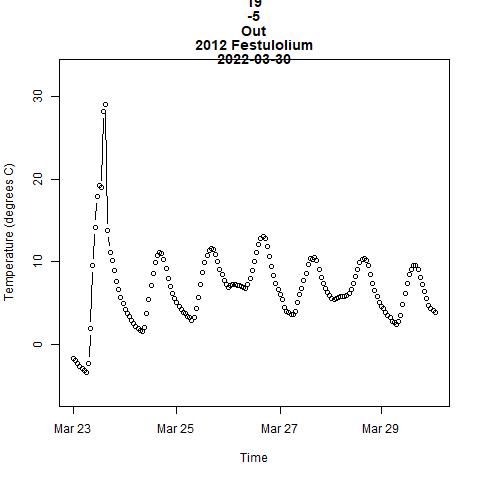 19
-5
Out
2012 Festulolium
2022-03-30
Temperature (degrees C)
30
20
10
0
Mar 23 Mar 25 Mar 27 Mar 29
Time